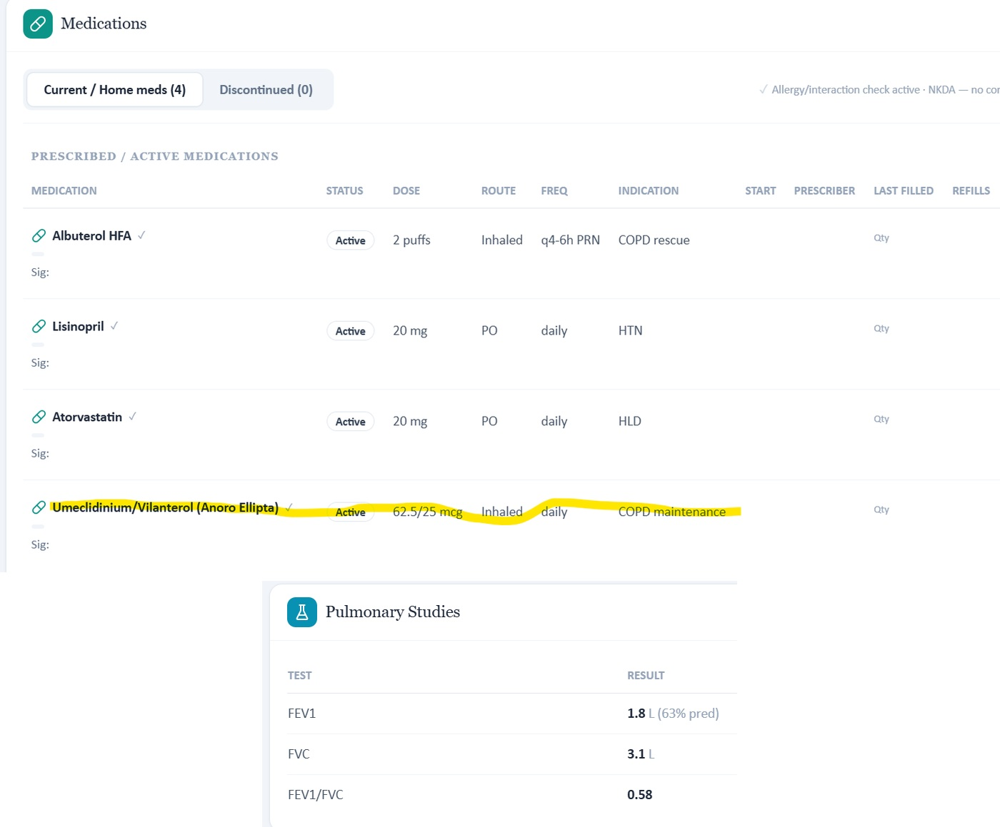 Medications
Current / Home meds (4) Discontinued (0) ✓ Allergy/interaction check active · NKDA — no
PRESCRIBED / ACTIVE MEDICATIONS
MEDICATION STATUS DOSE ROUTE FREQ INDICATION START PRESCRIBER LAST FILLED REFILLS
Albuterol HFA ✓ Active 2 puffs Inhaled q4-6h PRN COPD rescue Qty
Sig:
Lisinopril ✓ Active 20 mg PO daily HTN Qty
Sig:
Atorvastatin ✓ Active 20 mg PO daily HLD Qty
Sig:
Umeclidinium/Vilanterol (Anoro Ellipta) ✓ Active 62.5/25 mcg Inhaled daily COPD maintenance Qty
Sig:
Pulmonary Studies
TEST RESULT
FEV1 1.8 L (63% pred)
FVC 3.1 L
FEV1/FVC 0.58